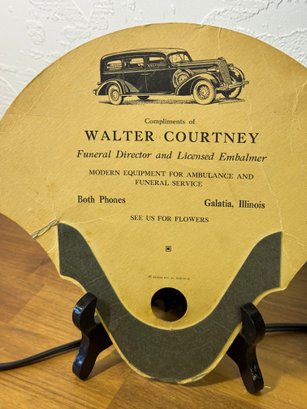 Compliments of
WALTER COURTNEY
Funeral Director and Licensed Embalmer
MODERN EQUIPMENT FOR AMBULANCE AND
FUNERAL SERVICE
Both Phones Galatia, Illinois
SEE US FOR FLOWERS